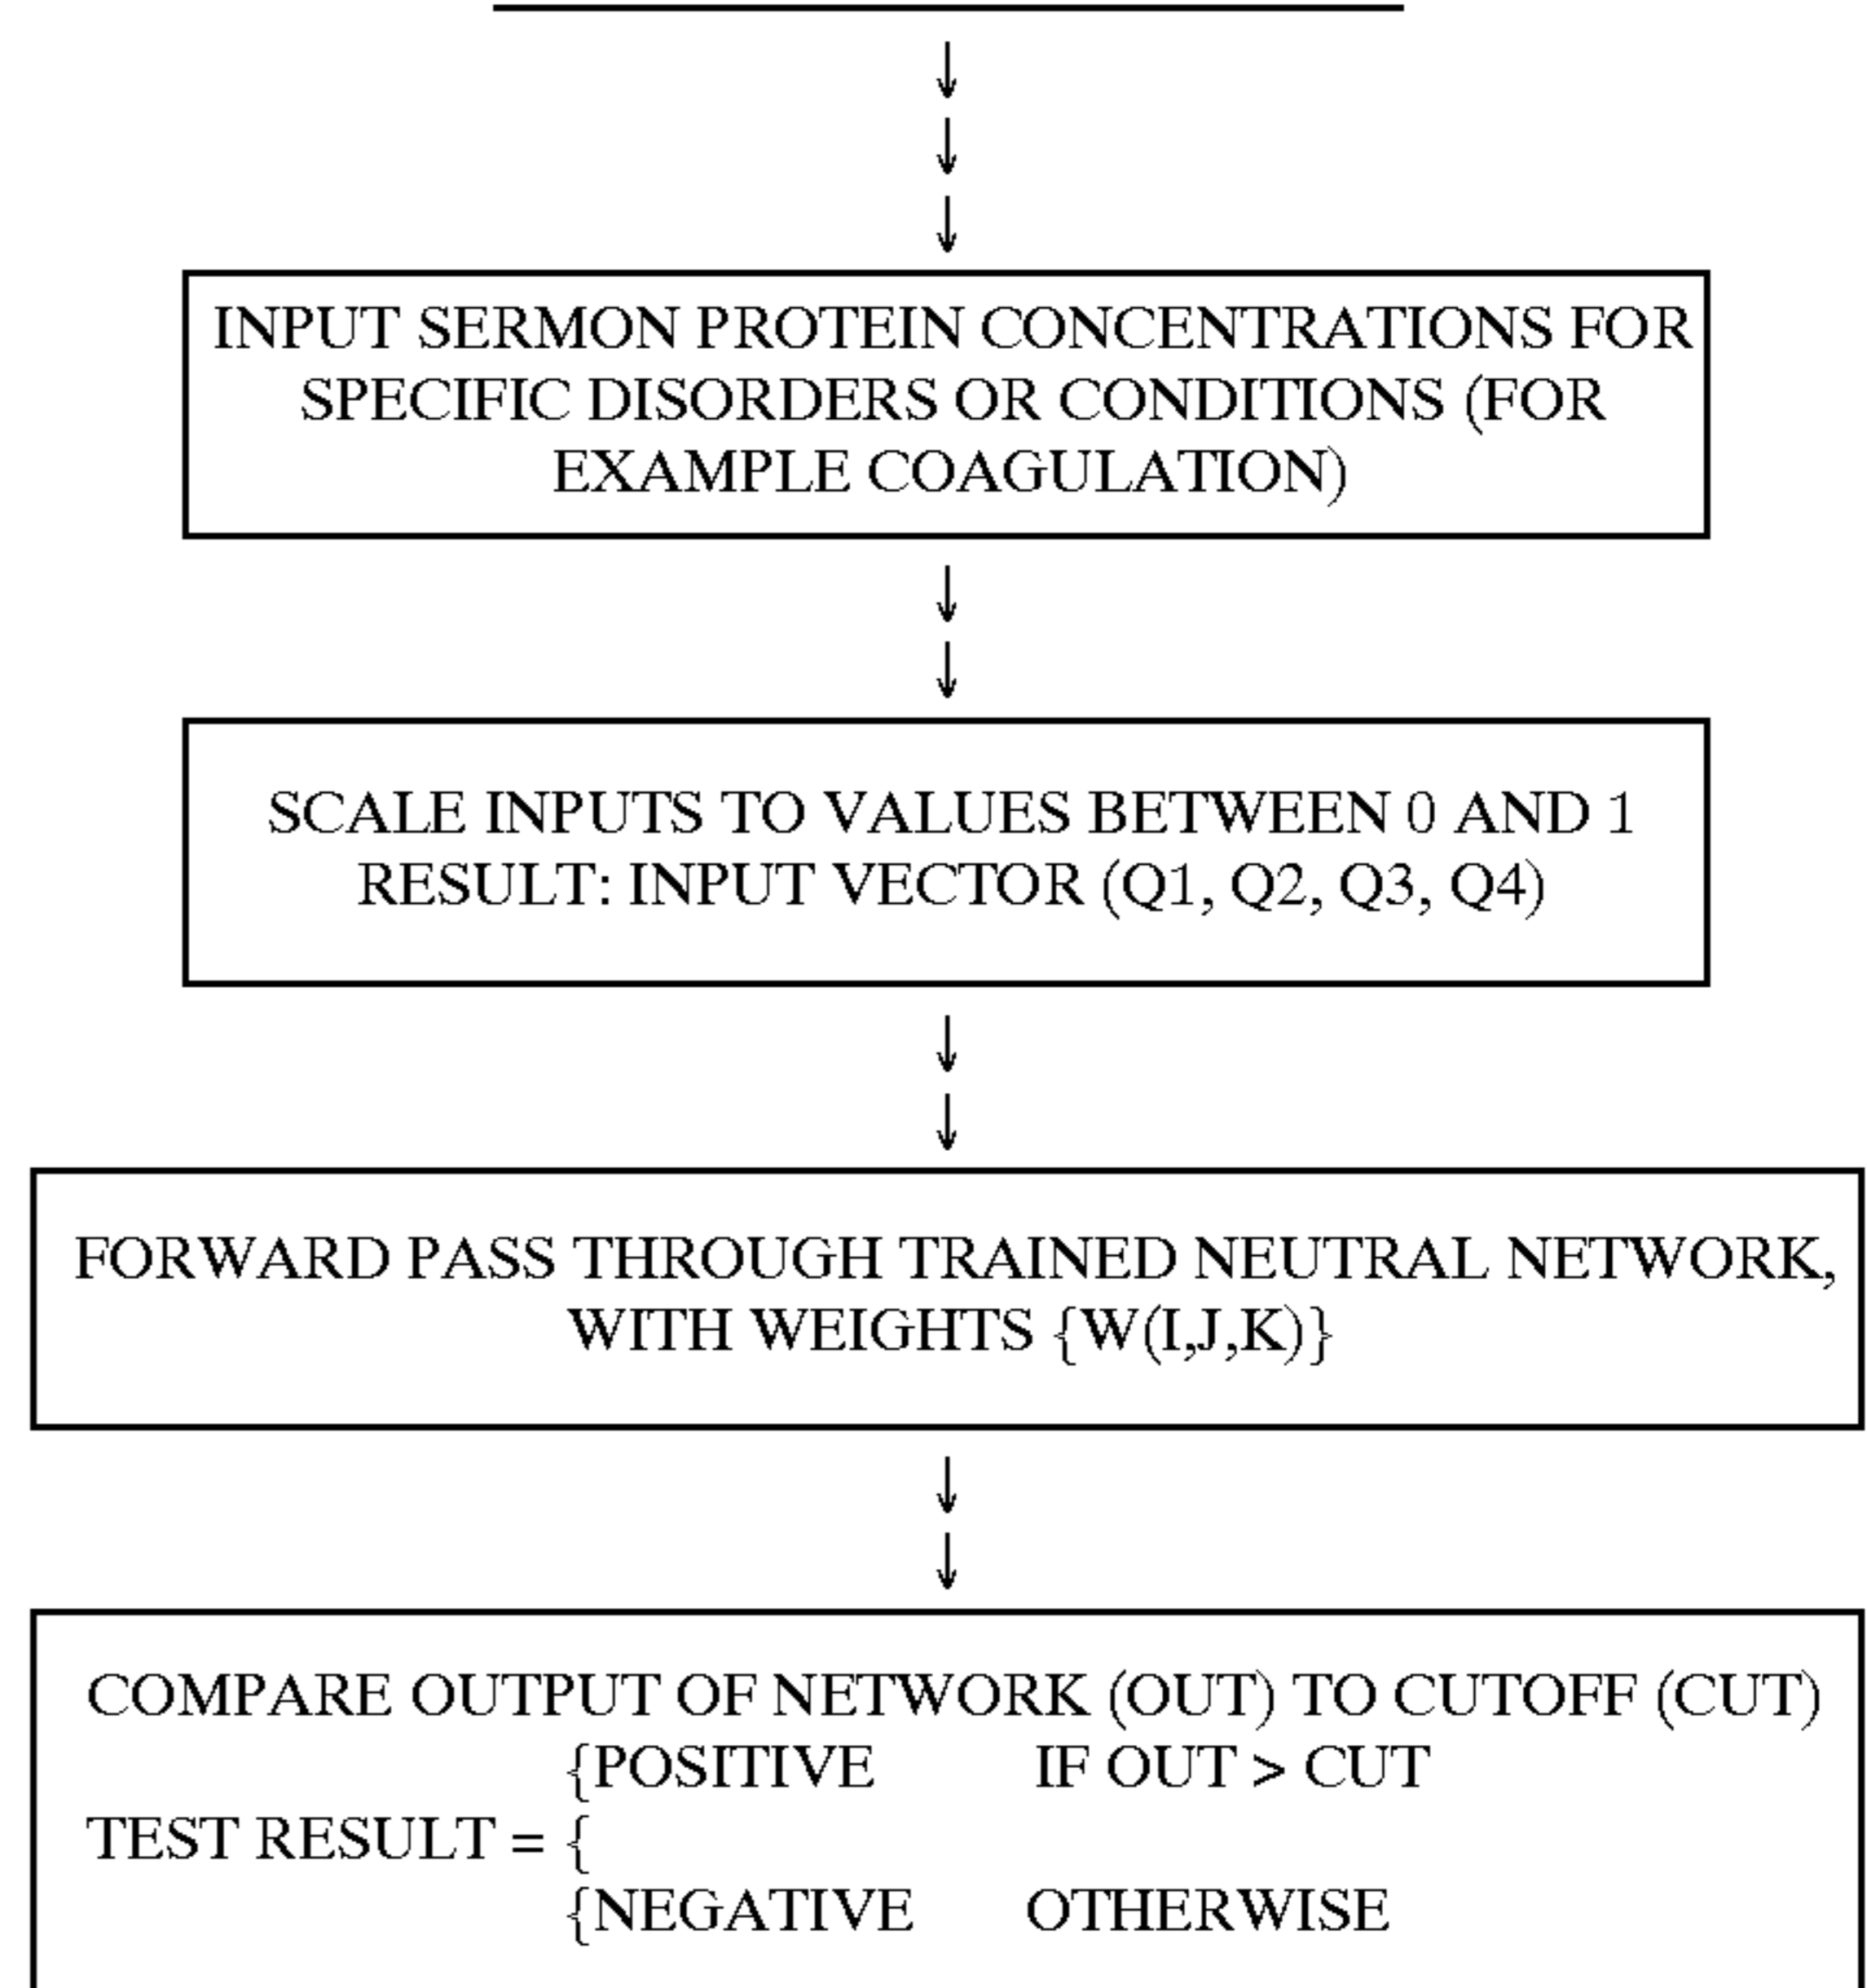 INPUT SERMON PROTEIN CONCENTRATIONS FOR
SPECIFIC DISORDERS OR CONDITIONS (FOR
EXAMPLE COAGULATION)
SCALE INPUTS TO VALUES BETWEEN 0 AND 1
RESULT: INPUT VECTOR (Q1, Q2, Q3, Q4)
FORWARD PASS THROUGH TRAINED NEUTRAL NETWORK,
WITH WEIGHTS {W(I,J,K)}
COMPARE OUTPUT OF NETWORK (OUT) TO CUTOFF (CUT)
{POSITIVE IF OUT > CUT
TEST RESULT = {
{NEGATIVE OTHERWISE